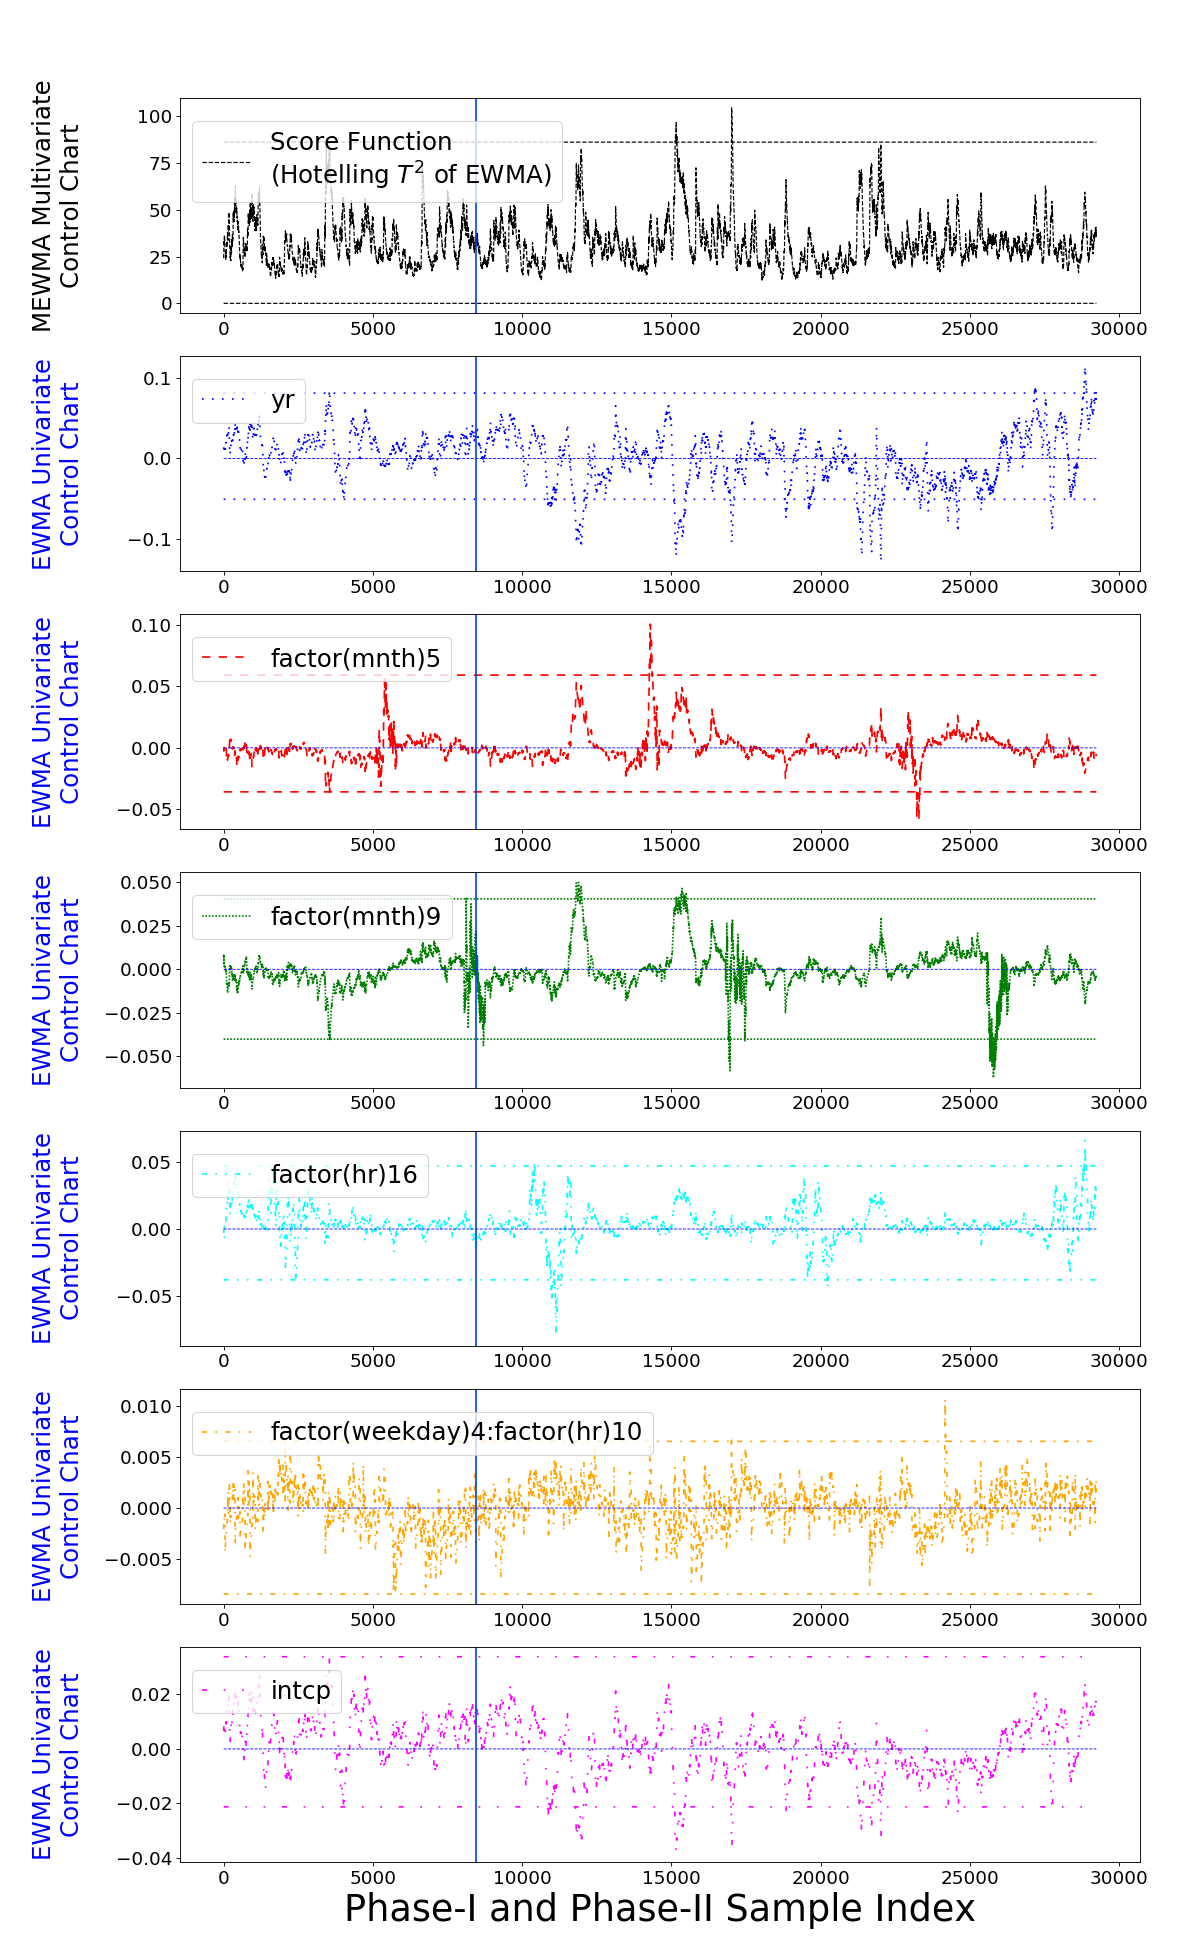 MEWMA Multivariate
Control Chart
100
75
50
25
0
Score Function
(Hotelling T² of EWMA)
0 5000 10000 15000 20000 25000 30000
EWMA Univariate
Control Chart
0.1
0.0
−0.1
yr
0 5000 10000 15000 20000 25000 30000
EWMA Univariate
Control Chart
0.10
0.05
0.00
−0.05
factor(mnth)5
0 5000 10000 15000 20000 25000 30000
EWMA Univariate
Control Chart
0.050
0.025
0.000
−0.025
−0.050
factor(mnth)9
0 5000 10000 15000 20000 25000 30000
EWMA Univariate
Control Chart
0.05
0.00
−0.05
factor(hr)16
0 5000 10000 15000 20000 25000 30000
EWMA Univariate
Control Chart
0.010
0.005
0.000
−0.005
factor(weekday)4:factor(hr)10
0 5000 10000 15000 20000 25000 30000
EWMA Univariate
Control Chart
0.02
0.00
−0.02
−0.04
intcp
0 5000 10000 15000 20000 25000 30000
Phase-I and Phase-II Sample Index